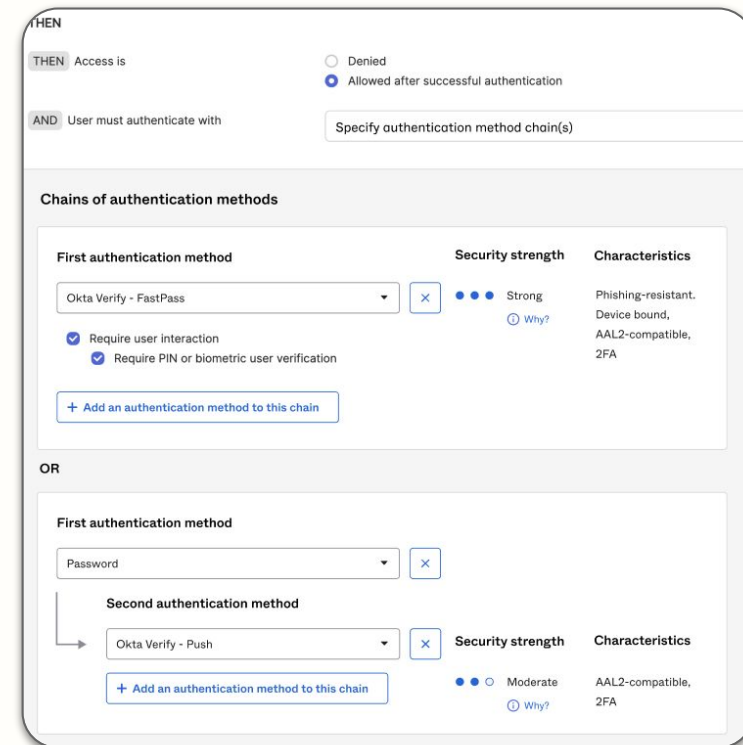 THEN
THEN Access is
Denied
Allowed after successful authentication
AND User must authenticate with
Specify authentication method chain(s)
Chains of authentication methods
First authentication method
Security strength
Characteristics
Okta Verify - FastPass
Strong
Why?
Phishing-resistant.
Device bound,
AAL2-compatible,
2FA
Require user interaction
Require PIN or biometric user verification
+ Add an authentication method to this chain
OR
First authentication method
Password
Second authentication method
Okta Verify - Push
Security strength
Characteristics
Moderate
Why?
AAL2-compatible,
2FA
+ Add an authentication method to this chain